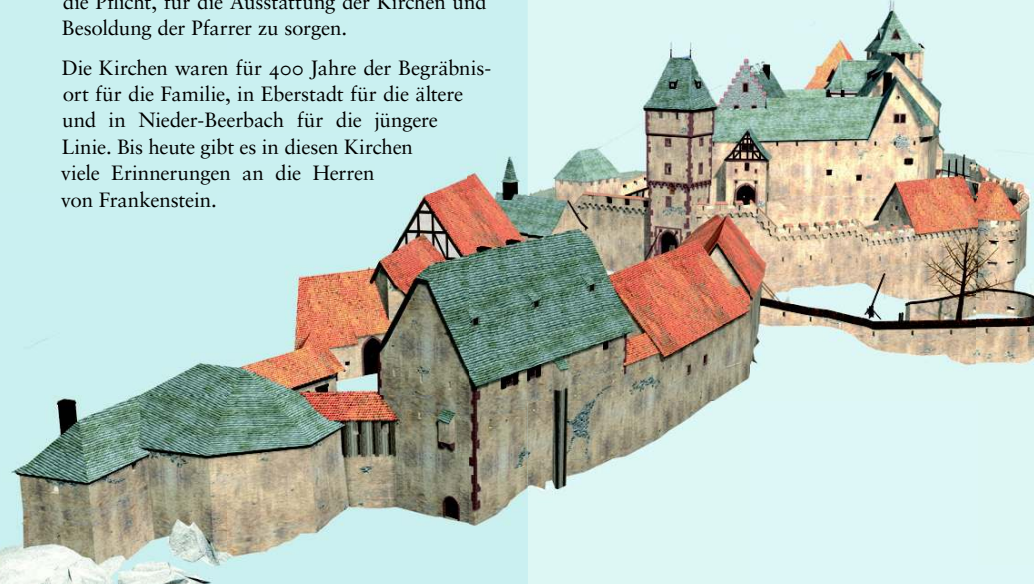 die Pflicht, für die Ausstattung der Kirchen und
Besoldung der Pfarrer zu sorgen.
Die Kirchen waren für 400 Jahre der Begräbnis-
ort für die Familie, in Eberstadt für die ältere
und in Nieder-Beerbach für die jüngere
Linie. Bis heute gibt es in diesen Kirchen
viele Erinnerungen an die Herren
von Frankenstein.